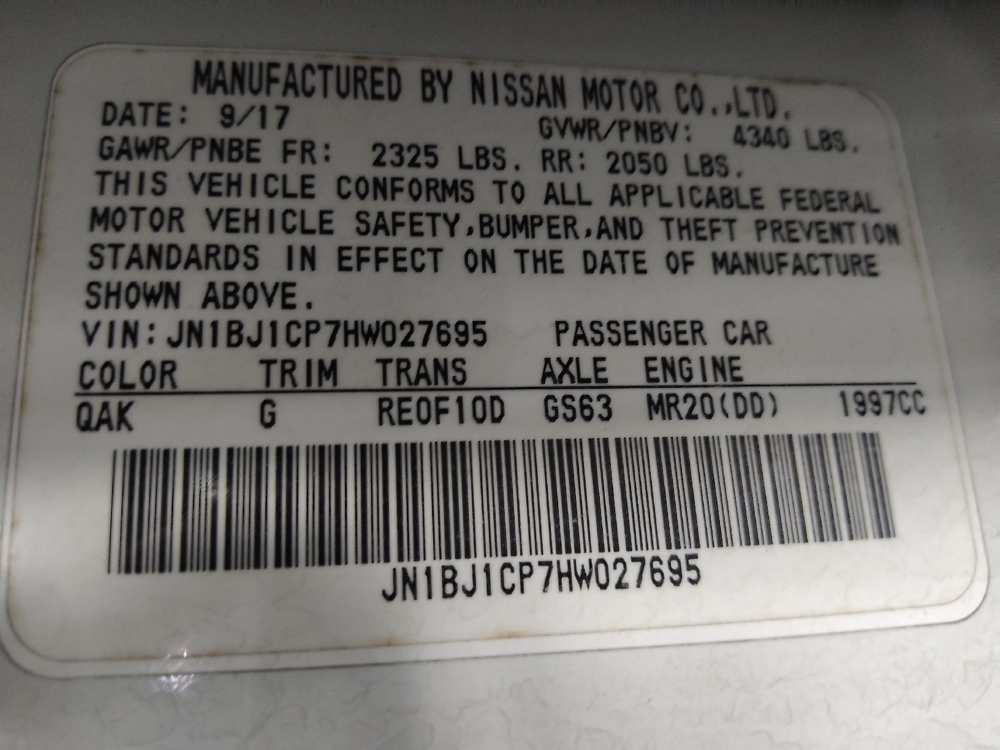 MANUFACTURED BY NISSAN MOTOR CO.,LTD.
DATE: 9/17 GVWR/PNBV: 4340 LBS.
GAWR/PNBE FR: 2325 LBS. RR: 2050 LBS.
THIS VEHICLE CONFORMS TO ALL APPLICABLE FEDERAL
MOTOR VEHICLE SAFETY,BUMPER,AND THEFT PREVENTION
STANDARDS IN EFFECT ON THE DATE OF MANUFACTURE
SHOWN ABOVE.
VIN: JN1BJ1CP7HW027695 PASSENGER CAR
COLOR TRIM TRANS AXLE ENGINE
QAK G RE0F10D GS63 MR20(DD) 1997CC
JN1BJ1CP7HW027695